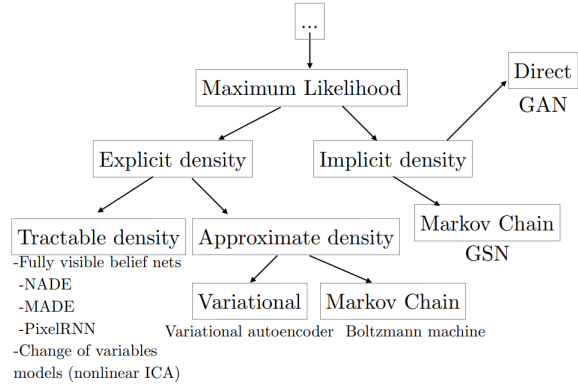 ...
Maximum Likelihood
Direct
GAN
Explicit density
Implicit density
Tractable density
-Fully visible belief nets
-NADE
-MADE
-PixelRNN
-Change of variables
models (nonlinear ICA)
Approximate density
Variational
Variational autoencoder
Markov Chain
Boltzmann machine
Markov Chain
GSN